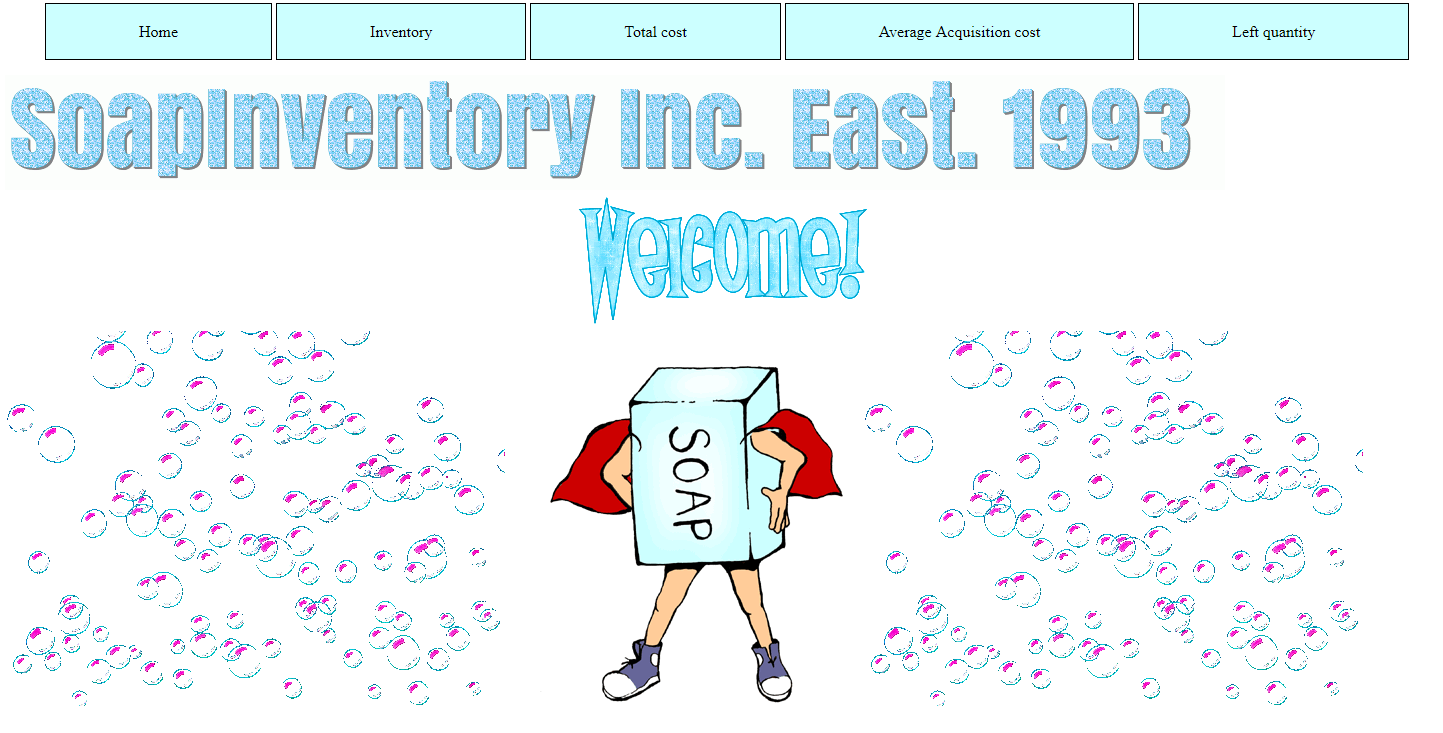 Home Inventory Total cost Average Acquisition cost Left quantity
SoapInventory Inc. East. 1993
Welcome!
SOAP